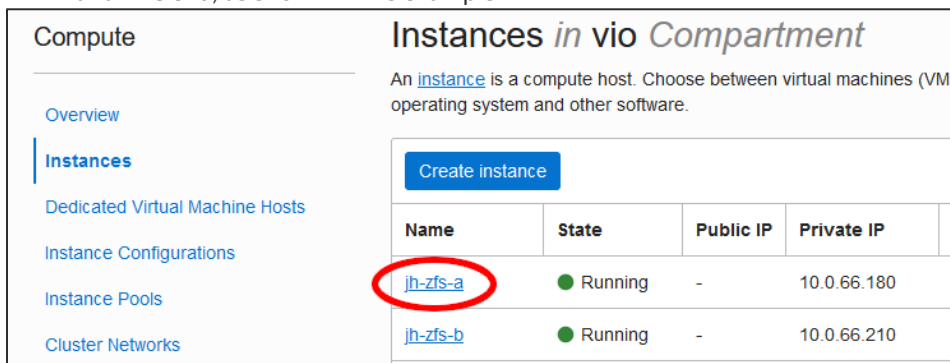 Compute
Overview
Instances
Dedicated Virtual Machine Hosts
Instance Configurations
Instance Pools
Cluster Networks
Instances in vio Compartment
An instance is a compute host. Choose between virtual machines (VM
operating system and other software.
Create instance
Name State Public IP Private IP
jh-zfs-a Running - 10.0.66.180
jh-zfs-b Running - 10.0.66.210